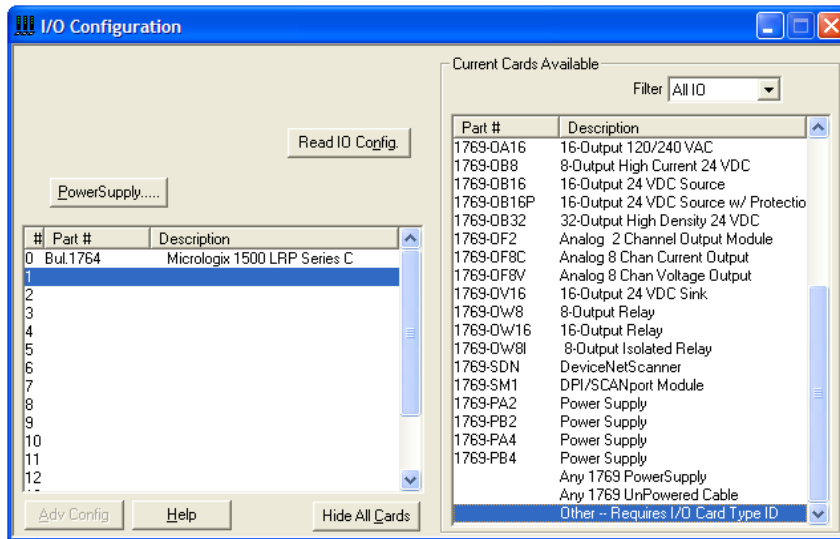 I/O Configuration
Current Cards Available
Filter All IO
Read IO Config.
PowerSupply.....
# Part # Description
0 Bul.1764 Micrologix 1500 LRP Series C
1
2
3
4
5
6
7
8
9
10
11
12
Adv Config Help Hide All Cards
Part # Description
1769-OA16 16-Output 120/240 VAC
1769-OB8 8-Output High Current 24 VDC
1769-OB16 16-Output 24 VDC Source
1769-OB16P 16-Output 24 VDC Source w/ Protectio
1769-OB32 32-Output High Density 24 VDC
1769-OF2 Analog 2 Channel Output Module
1769-OF8C Analog 8 Chan Current Output
1769-OF8V Analog 8 Chan Voltage Output
1769-OV16 16-Output 24 VDC Sink
1769-OW8 8-Output Relay
1769-OW16 16-Output Relay
1769-OW8I 8-Output Isolated Relay
1769-SDN DeviceNetScanner
1769-SM1 DPI/SCANport Module
1769-PA2 Power Supply
1769-PB2 Power Supply
1769-PA4 Power Supply
1769-PB4 Power Supply
Any 1769 PowerSupply
Any 1769 UnPowered Cable
Other -- Requires I/O Card Type ID